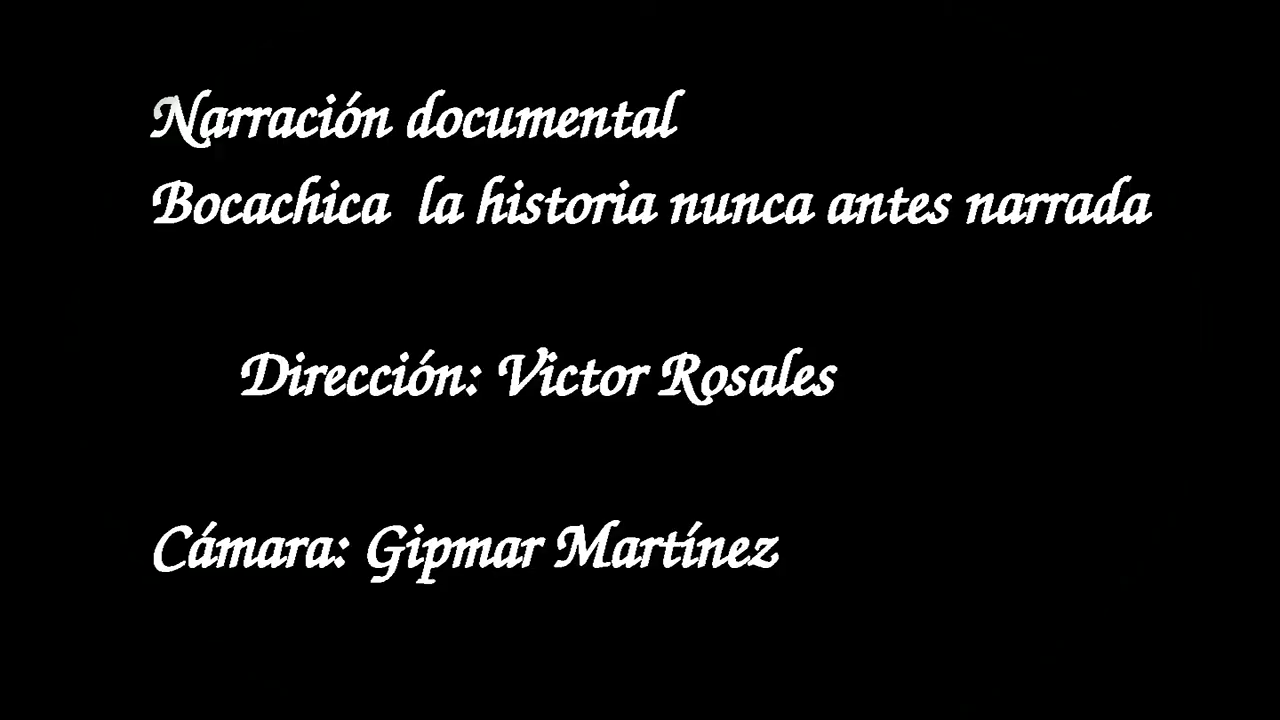 Narración documental
Bocachica la historia nunca antes narrada
Dirección: Victor Rosales
Cámara: Gipmar Martínez